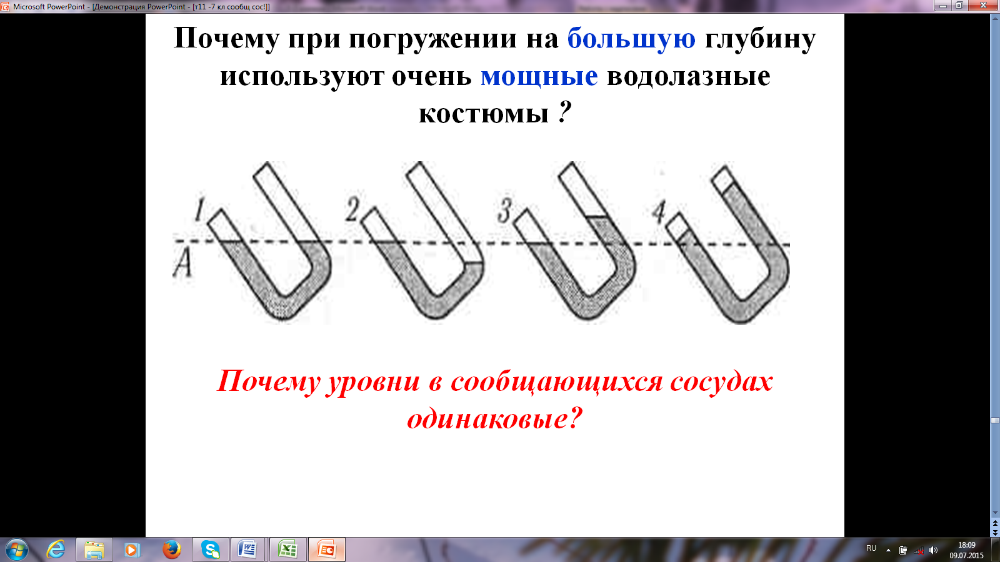 Microsoft PowerPoint - [Демонстрация PowerPoint - [т11 -7 кл сообщ сос!]]
Почему при погружении на большую глубину
используют очень мощные водолазные
костюмы ?
1 2 3 4
А
Почему уровни в сообщающихся сосудах
одинаковые?
RU
18:09
09.07.2015